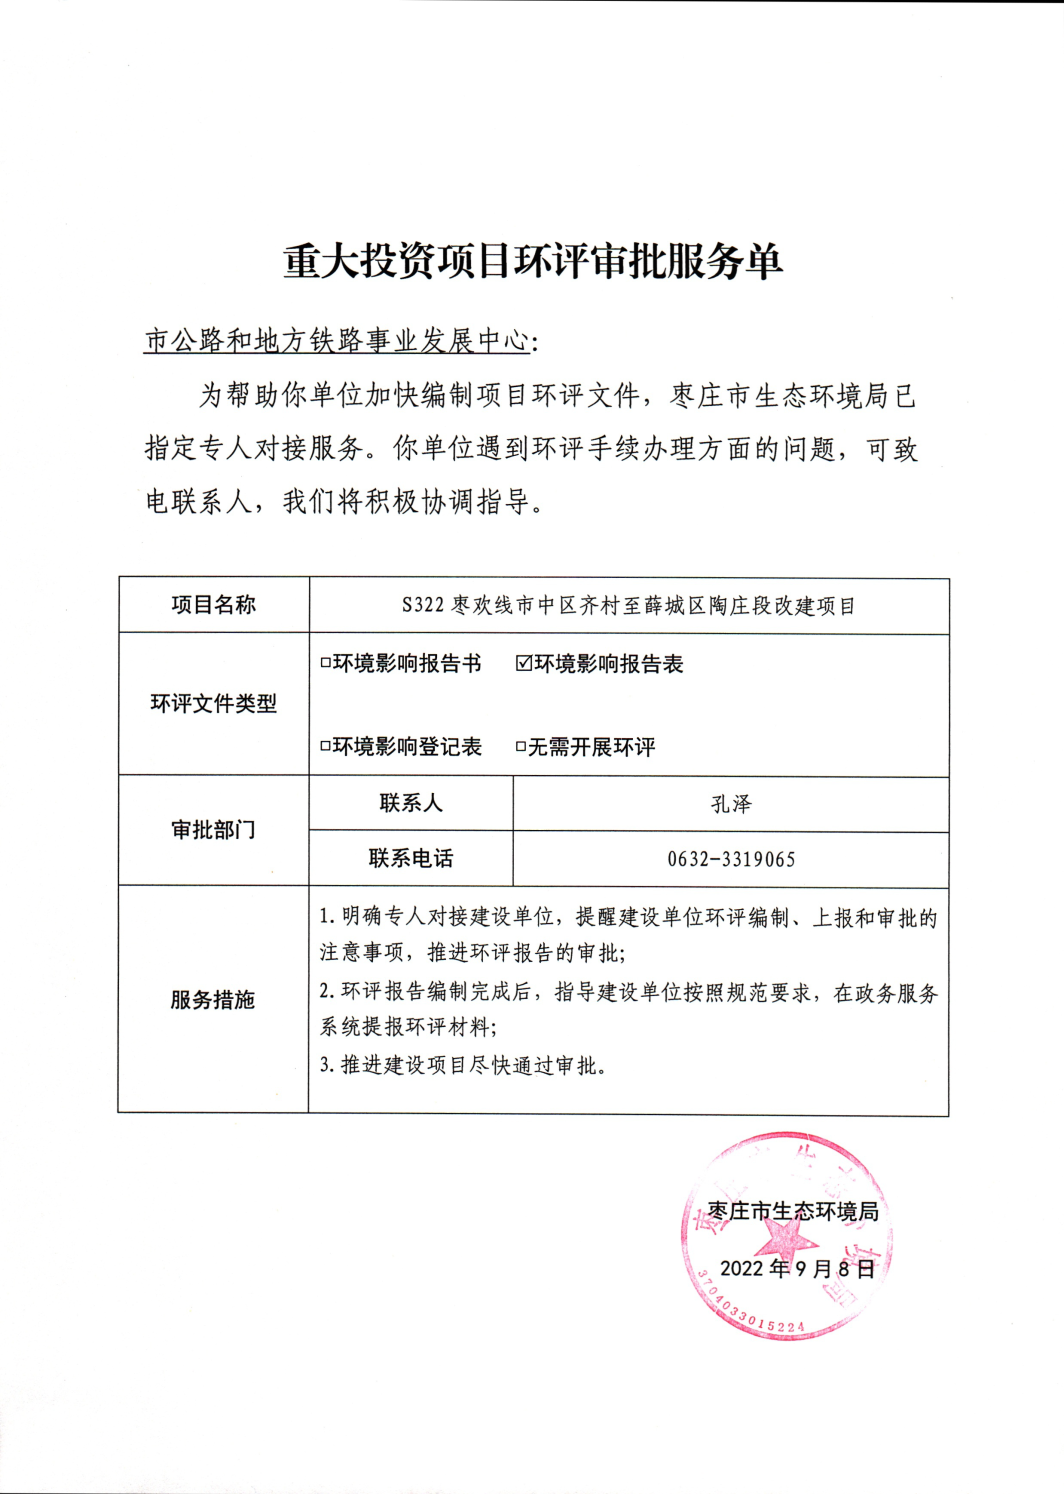 重大投资项目环评审批服务单
市公路和地方铁路事业发展中心:
为帮助你单位加快编制项目环评文件，枣庄市生态环境局已
指定专人对接服务。你单位遇到环评手续办理方面的问题，可致
电联系人，我们将积极协调指导。
项目名称
S322枣欢线市中区齐村至薛城区陶庄段改建项目
环评文件类型
□环境影响报告书 ☑环境影响报告表
□环境影响登记表 □无需开展环评
审批部门
联系人
孔泽
联系电话
0632-3319065
服务措施
1.明确专人对接建设单位，提醒建设单位环评编制、上报和审批的
注意事项，推进环评报告的审批；
2.环评报告编制完成后，指导建设单位按照规范要求，在政务服务
系统提报环评材料；
3.推进建设项目尽快通过审批。
枣庄市生态环境局
2022年9月8日
枣庄市生态环境局
3704033015224